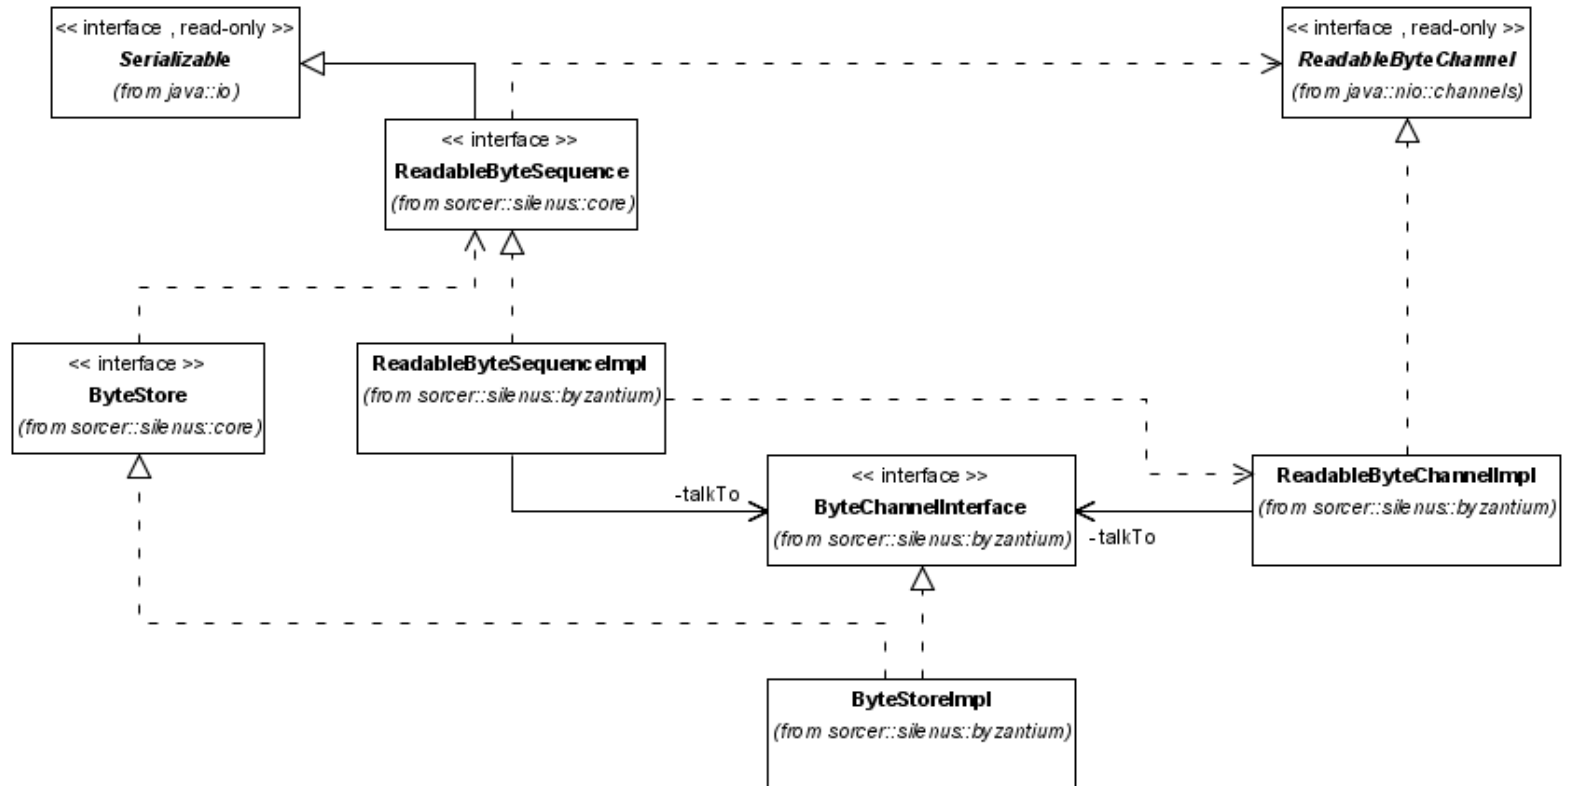 << interface , read-only >>
Serializable
(from java::io)
<< interface , read-only >>
ReadableByteChannel
(from java::nio::channels)
<< interface >>
ReadableByteSequence
(from sorcer::silenus::core)
<< interface >>
ByteStore
(from sorcer::silenus::core)
ReadableByteSequenceImpl
(from sorcer::silenus::byzantium)
<< interface >>
ByteChannelInterface
(from sorcer::silenus::byzantium)
ReadableByteChannelImpl
(from sorcer::silenus::byzantium)
-talkTo
-talkTo
ByteStoreImpl
(from sorcer::silenus::byzantium)